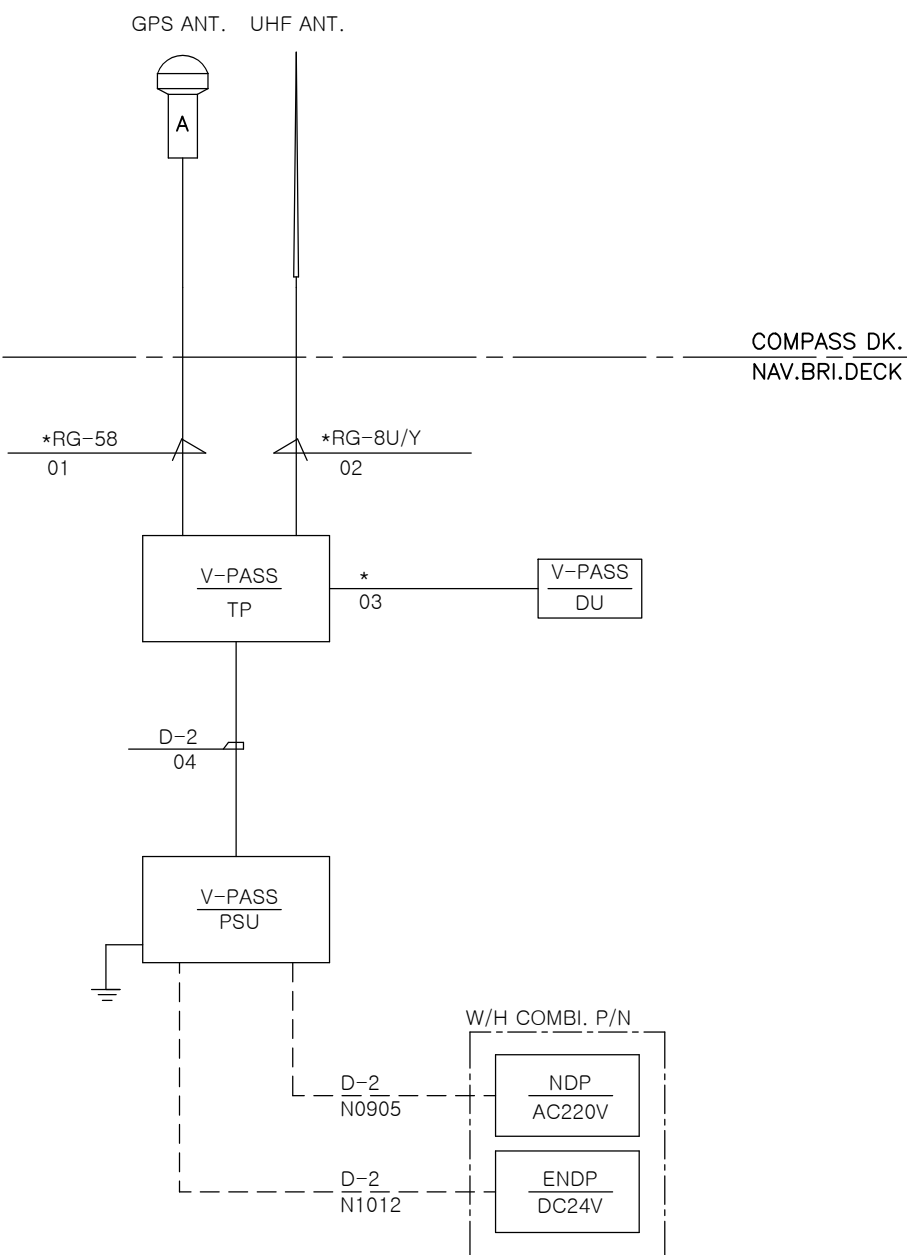 GPS ANT. UHF ANT.
A
COMPASS DK.
NAV.BRI.DECK
*RG-58
01
*RG-8U/Y
02
V-PASS
TP
*
03
V-PASS
DU
D-2
04
V-PASS
PSU
W/H COMBI. P/N
D-2
N0905
NDP
AC220V
D-2
N1012
ENDP
DC24V